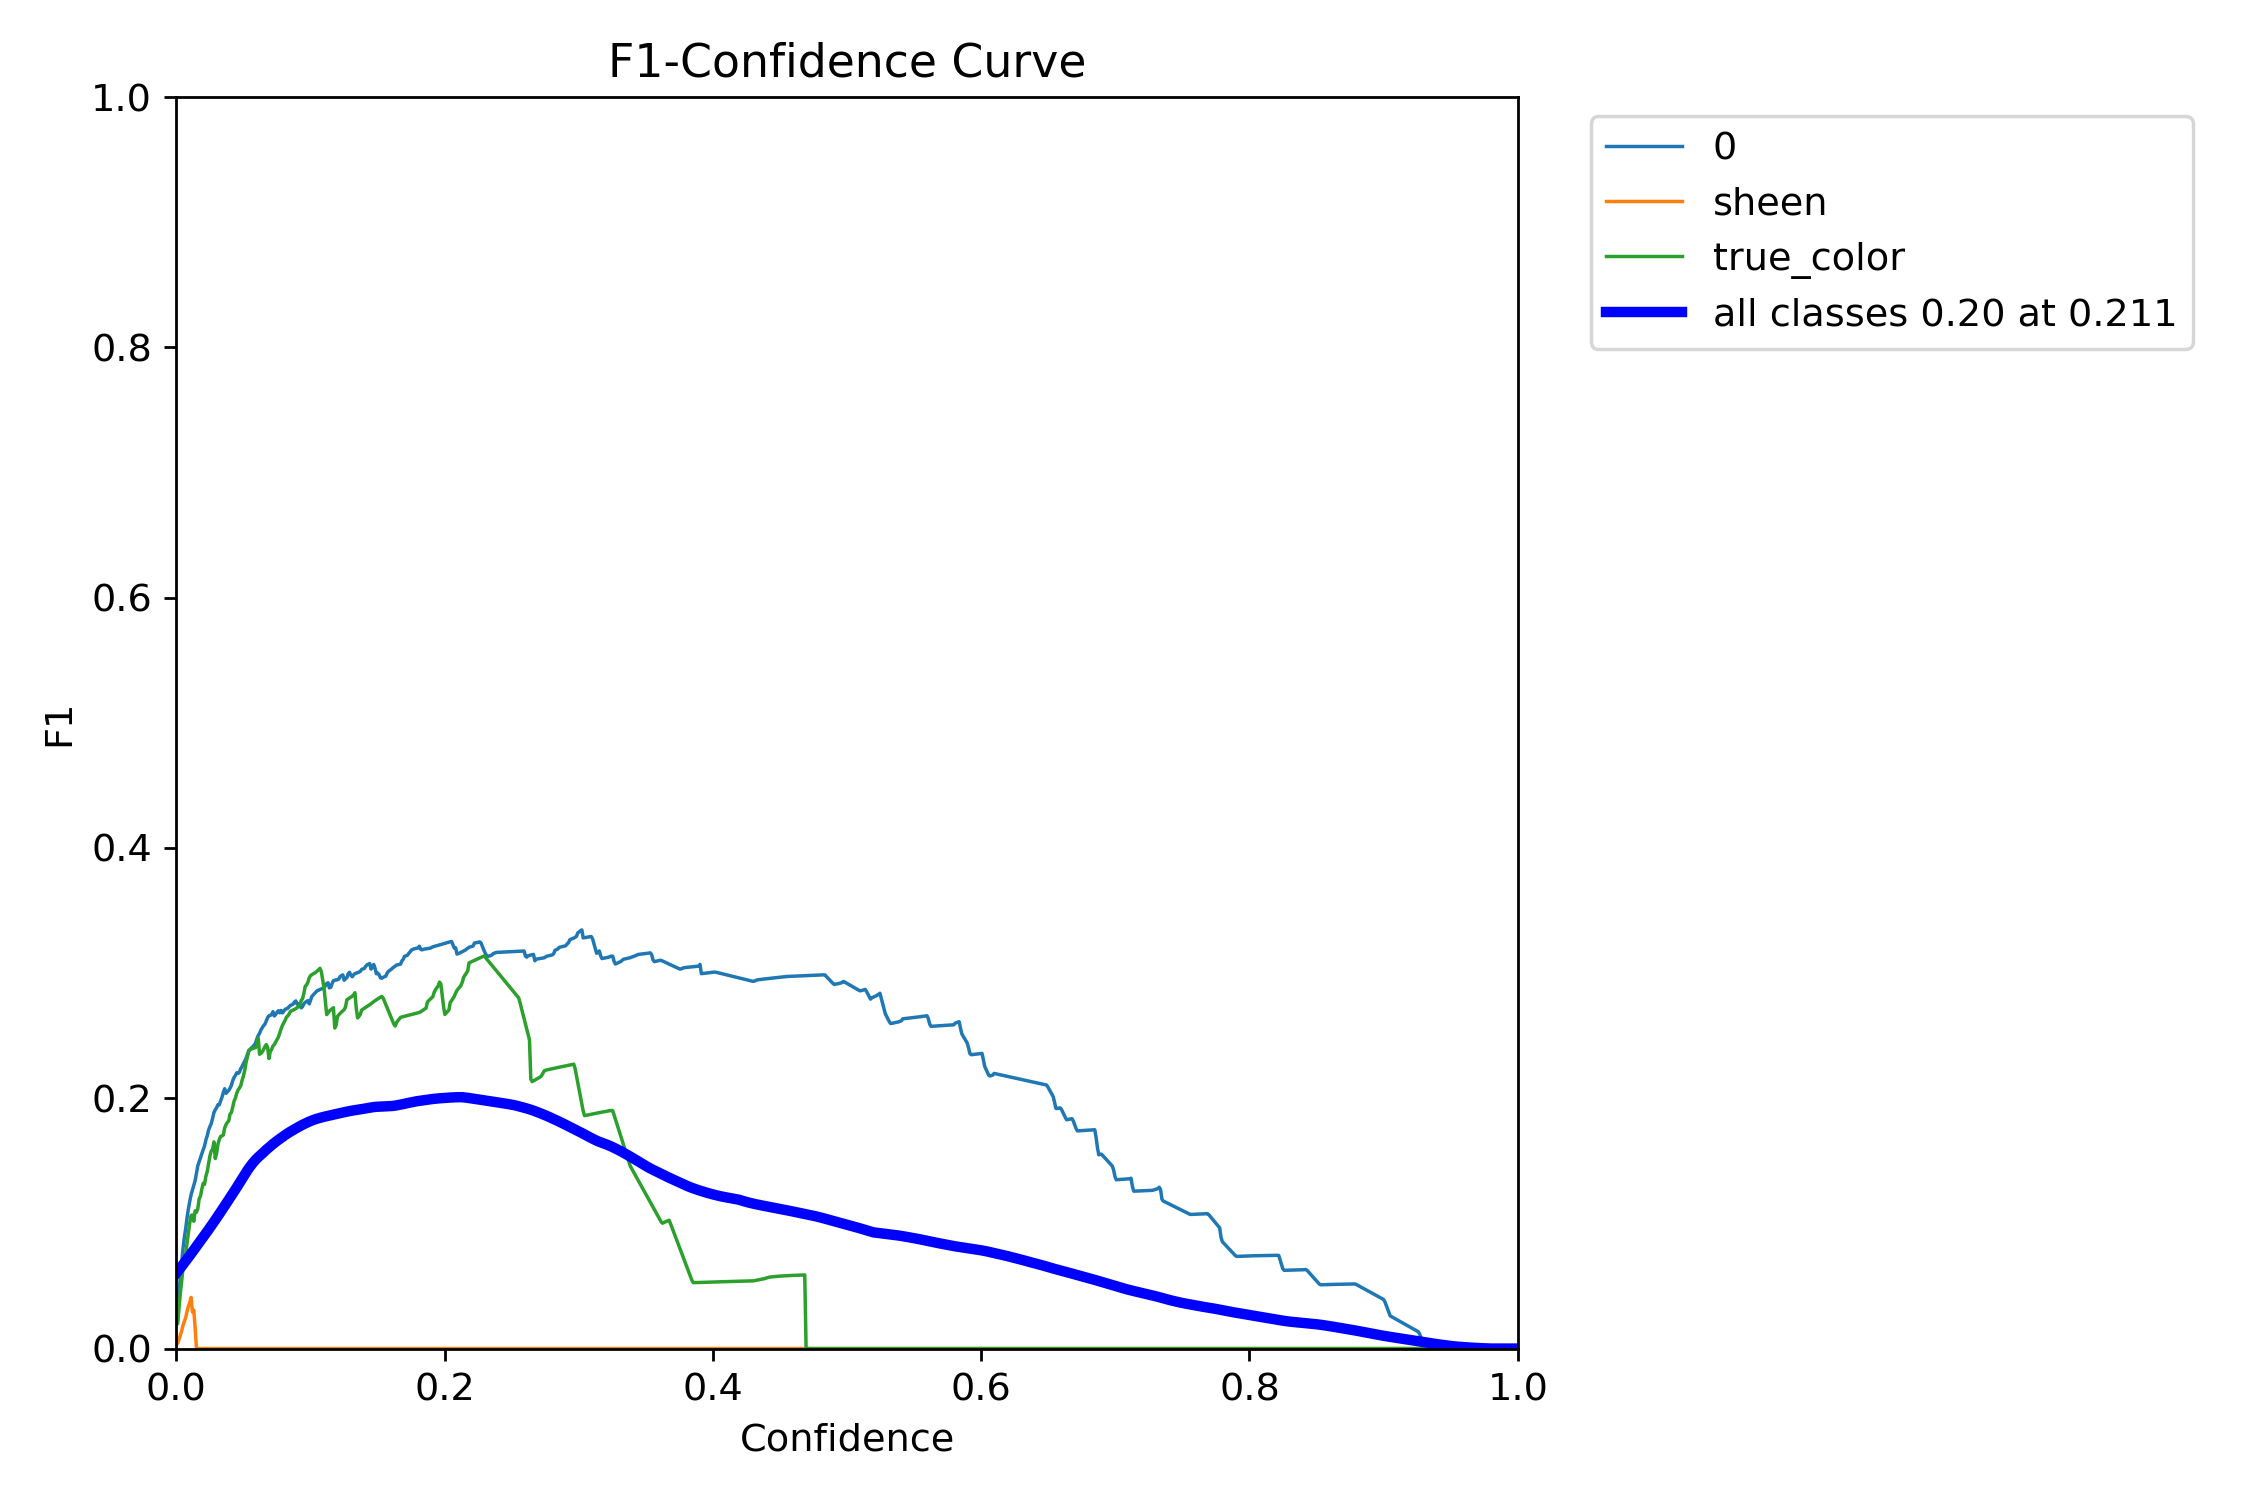 F1-Confidence Curve
1.0
0.8
0.6
0.4
0.2
0.0
F1
0.0 0.2 0.4 0.6 0.8 1.0
Confidence
0
sheen
true_color
all classes 0.20 at 0.211